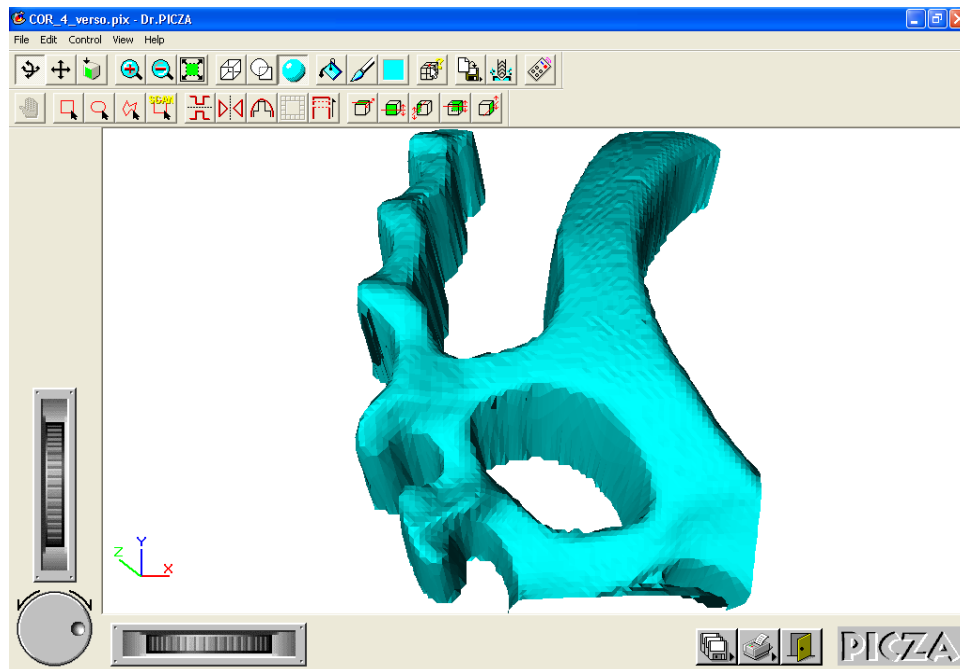 COR_4_verso.pix - Dr.PICZA
File Edit Control View Help
SCAN
Y
Z
X
PICZA